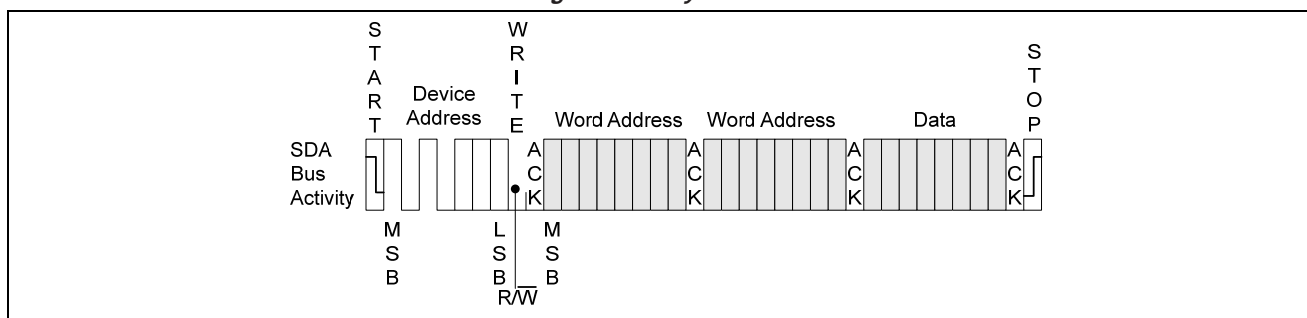 START
WRITE
STOP
Device
Address
Word Address
Word Address
Data
SDA
Bus
Activity
ACK
ACK
ACK
ACK
MSB
LSB
MSB
R/W̅